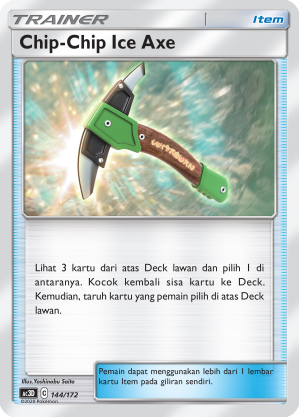 TRAINER
Item
Chip-Chip Ice Axe
Lihat 3 kartu dari atas Deck lawan dan pilih 1 di
antaranya. Kocok kembali sisa kartu ke Deck.
Kemudian, taruh kartu yang pemain pilih di atas Deck
lawan.
Pemain dapat menggunakan lebih dari 1 lembar
kartu Item pada giliran sendiri.
Illus. Yoshinobu Saito
144/172
©2020 Pokémon